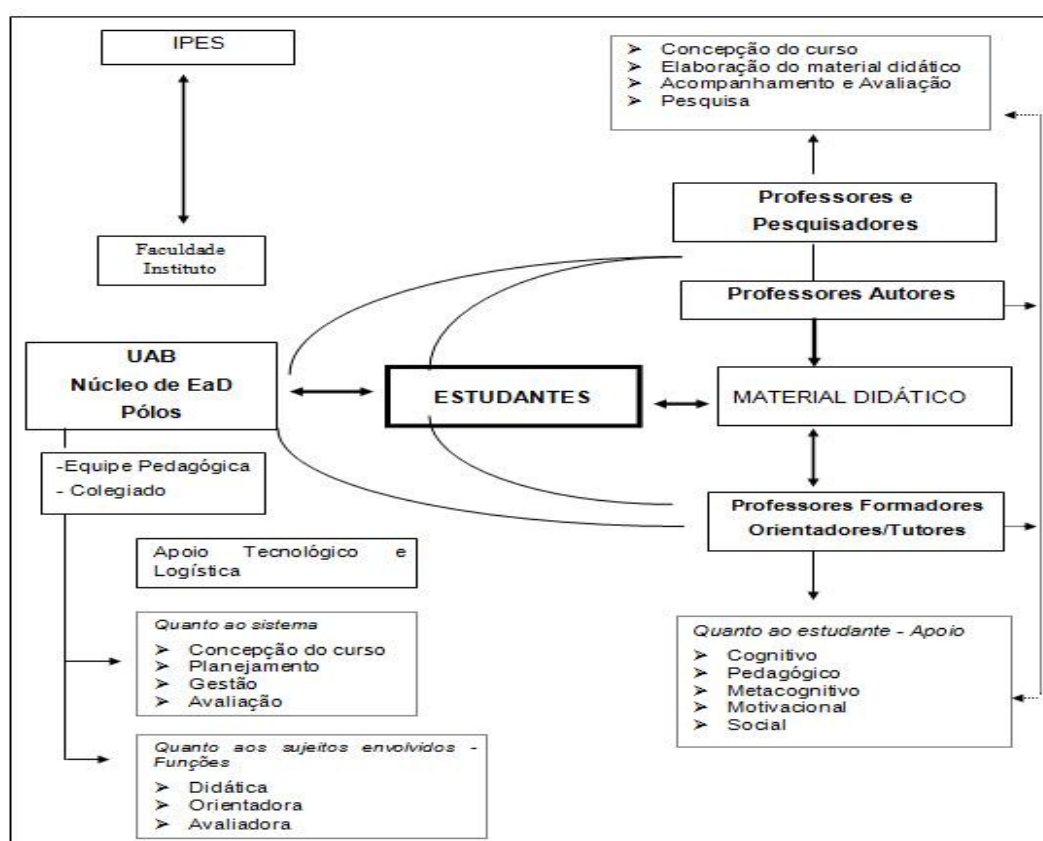 IPES
➢ Concepção do curso
➢ Elaboração do material didático
➢ Acompanhamento e Avaliação
➢ Pesquisa
Professores e
Pesquisadores
Faculdade
Instituto
Professores Autores
UAB
Núcleo de EaD
Pólos
ESTUDANTES
MATERIAL DIDÁTICO
-Equipe Pedagógica
- Colegiado
Professores Formadores
Orientadores/Tutores
Apoio Tecnológico e
Logística
Quanto ao sistema
➢ Concepção do curso
➢ Planejamento
➢ Gestão
➢ Avaliação
Quanto ao estudante - Apoio
➢ Cognitivo
➢ Pedagógico
➢ Metacognitivo
➢ Motivacional
➢ Social
Quanto aos sujeitos envolvidos -
Funções
➢ Didática
➢ Orientadora
➢ Avaliadora